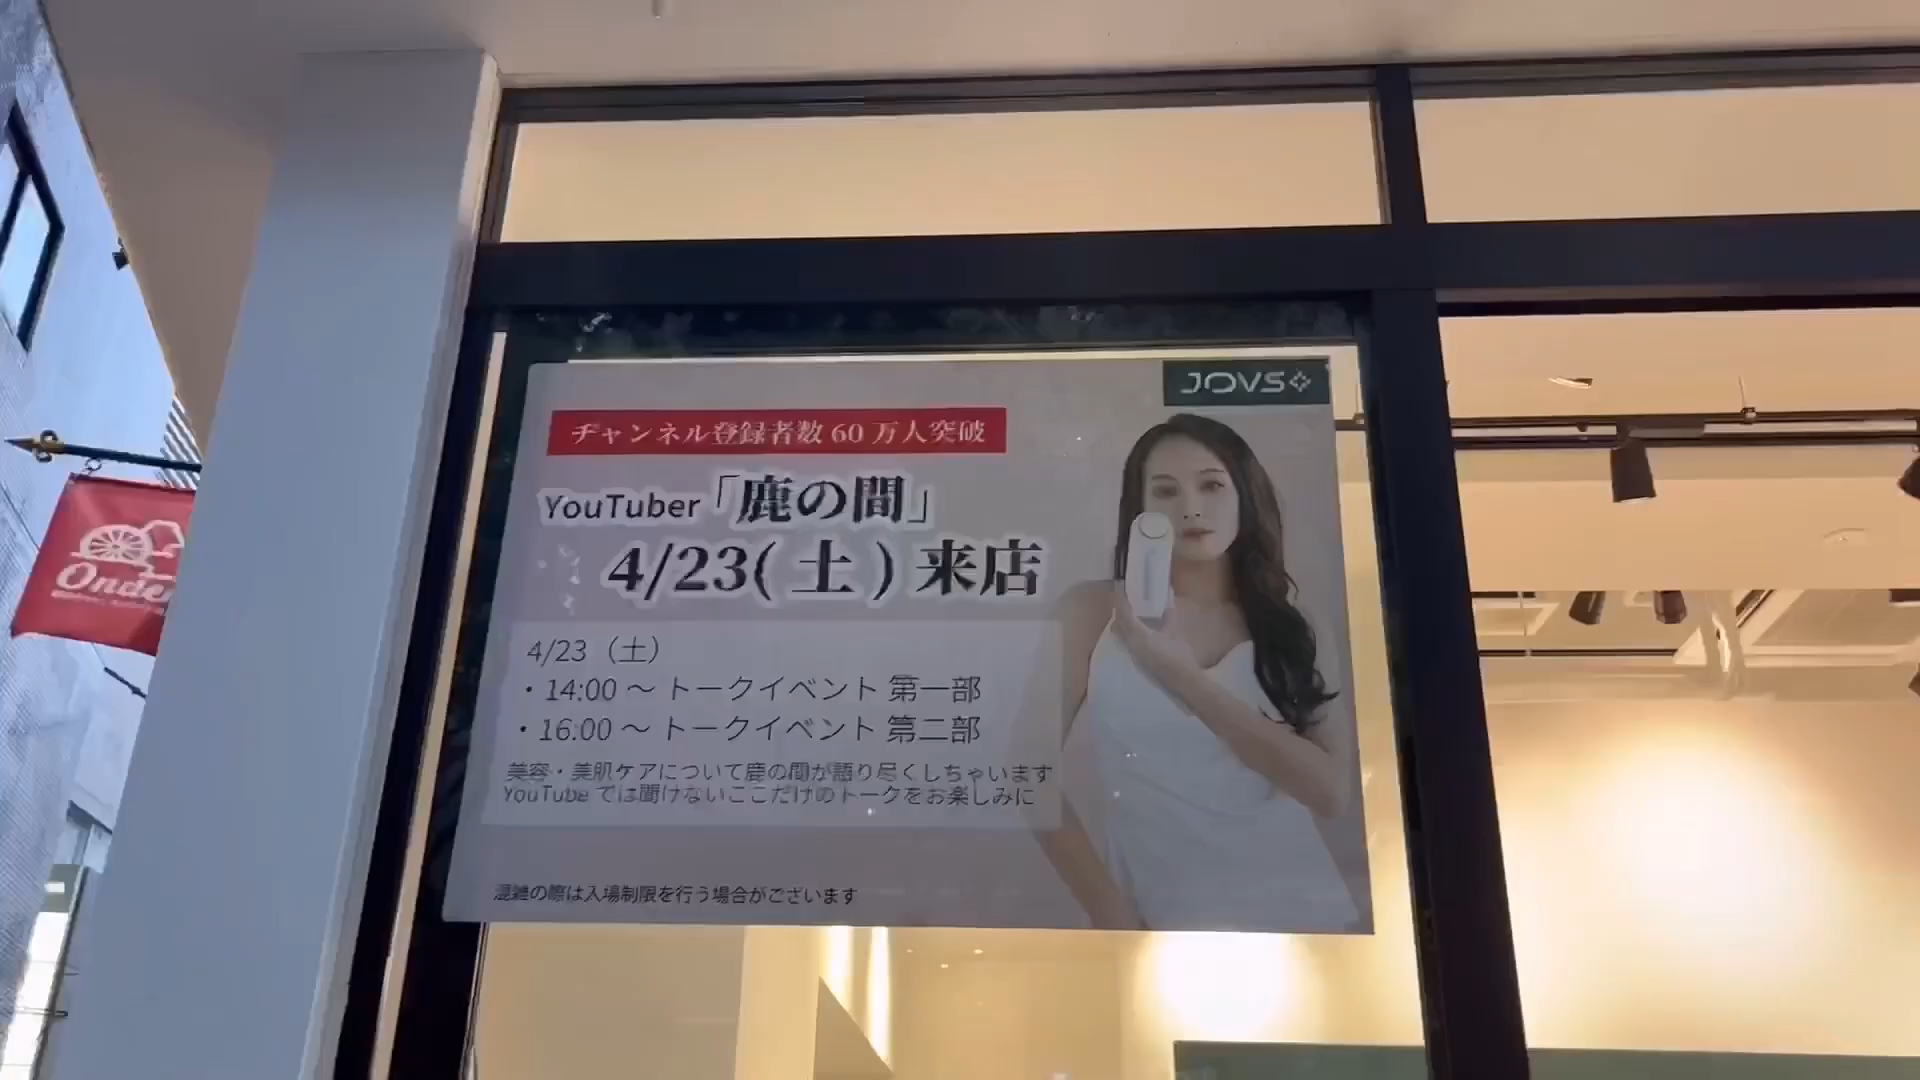 JOVS
チャンネル登録者数60万人突破
YouTuber「鹿の間」
4/23(土)来店
4/23（土）
・14:00 ～ トークイベント 第一部
・16:00 ～ トークイベント 第二部
美容・美肌ケアについて鹿の間が語り尽くしちゃいます
YouTube では聞けないここだけのトークをお楽しみに
混雑の際は入場制限を行う場合がございます